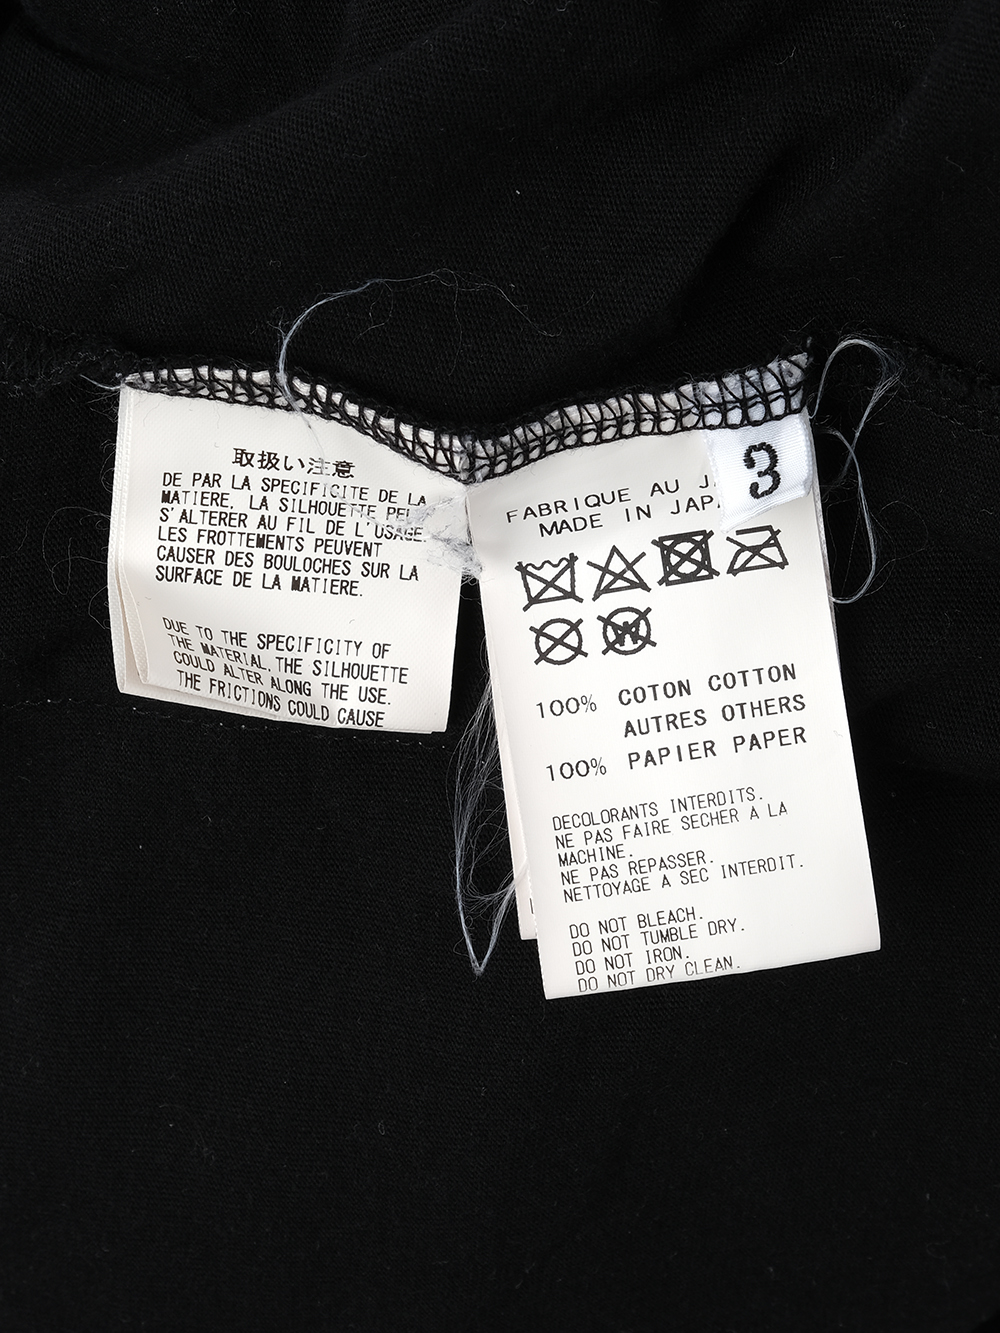 取扱い注意
DE PAR LA SPECIFICITE DE LA
MATIERE, LA SILHOUETTE PEUT
S'ALTERER AU FIL DE L'USAGE.
LES FROTTEMENTS PEUVENT
CAUSER DES BOULOCHES SUR LA
SURFACE DE LA MATIERE.
DUE TO THE SPECIFICITY OF
THE MATERIAL, THE SILHOUETTE
COULD ALTER ALONG THE USE.
THE FRICTIONS COULD CAUSE
3
FABRIQUE AU J
MADE IN JAPA
W
100% COTON COTTON
AUTRES OTHERS
100% PAPIER PAPER
DECOLORANTS INTERDITS.
NE PAS FAIRE SECHER A LA
MACHINE.
NE PAS REPASSER.
NETTOYAGE A SEC INTERDIT.
DO NOT BLEACH.
DO NOT TUMBLE DRY.
DO NOT IRON.
DO NOT DRY CLEAN.